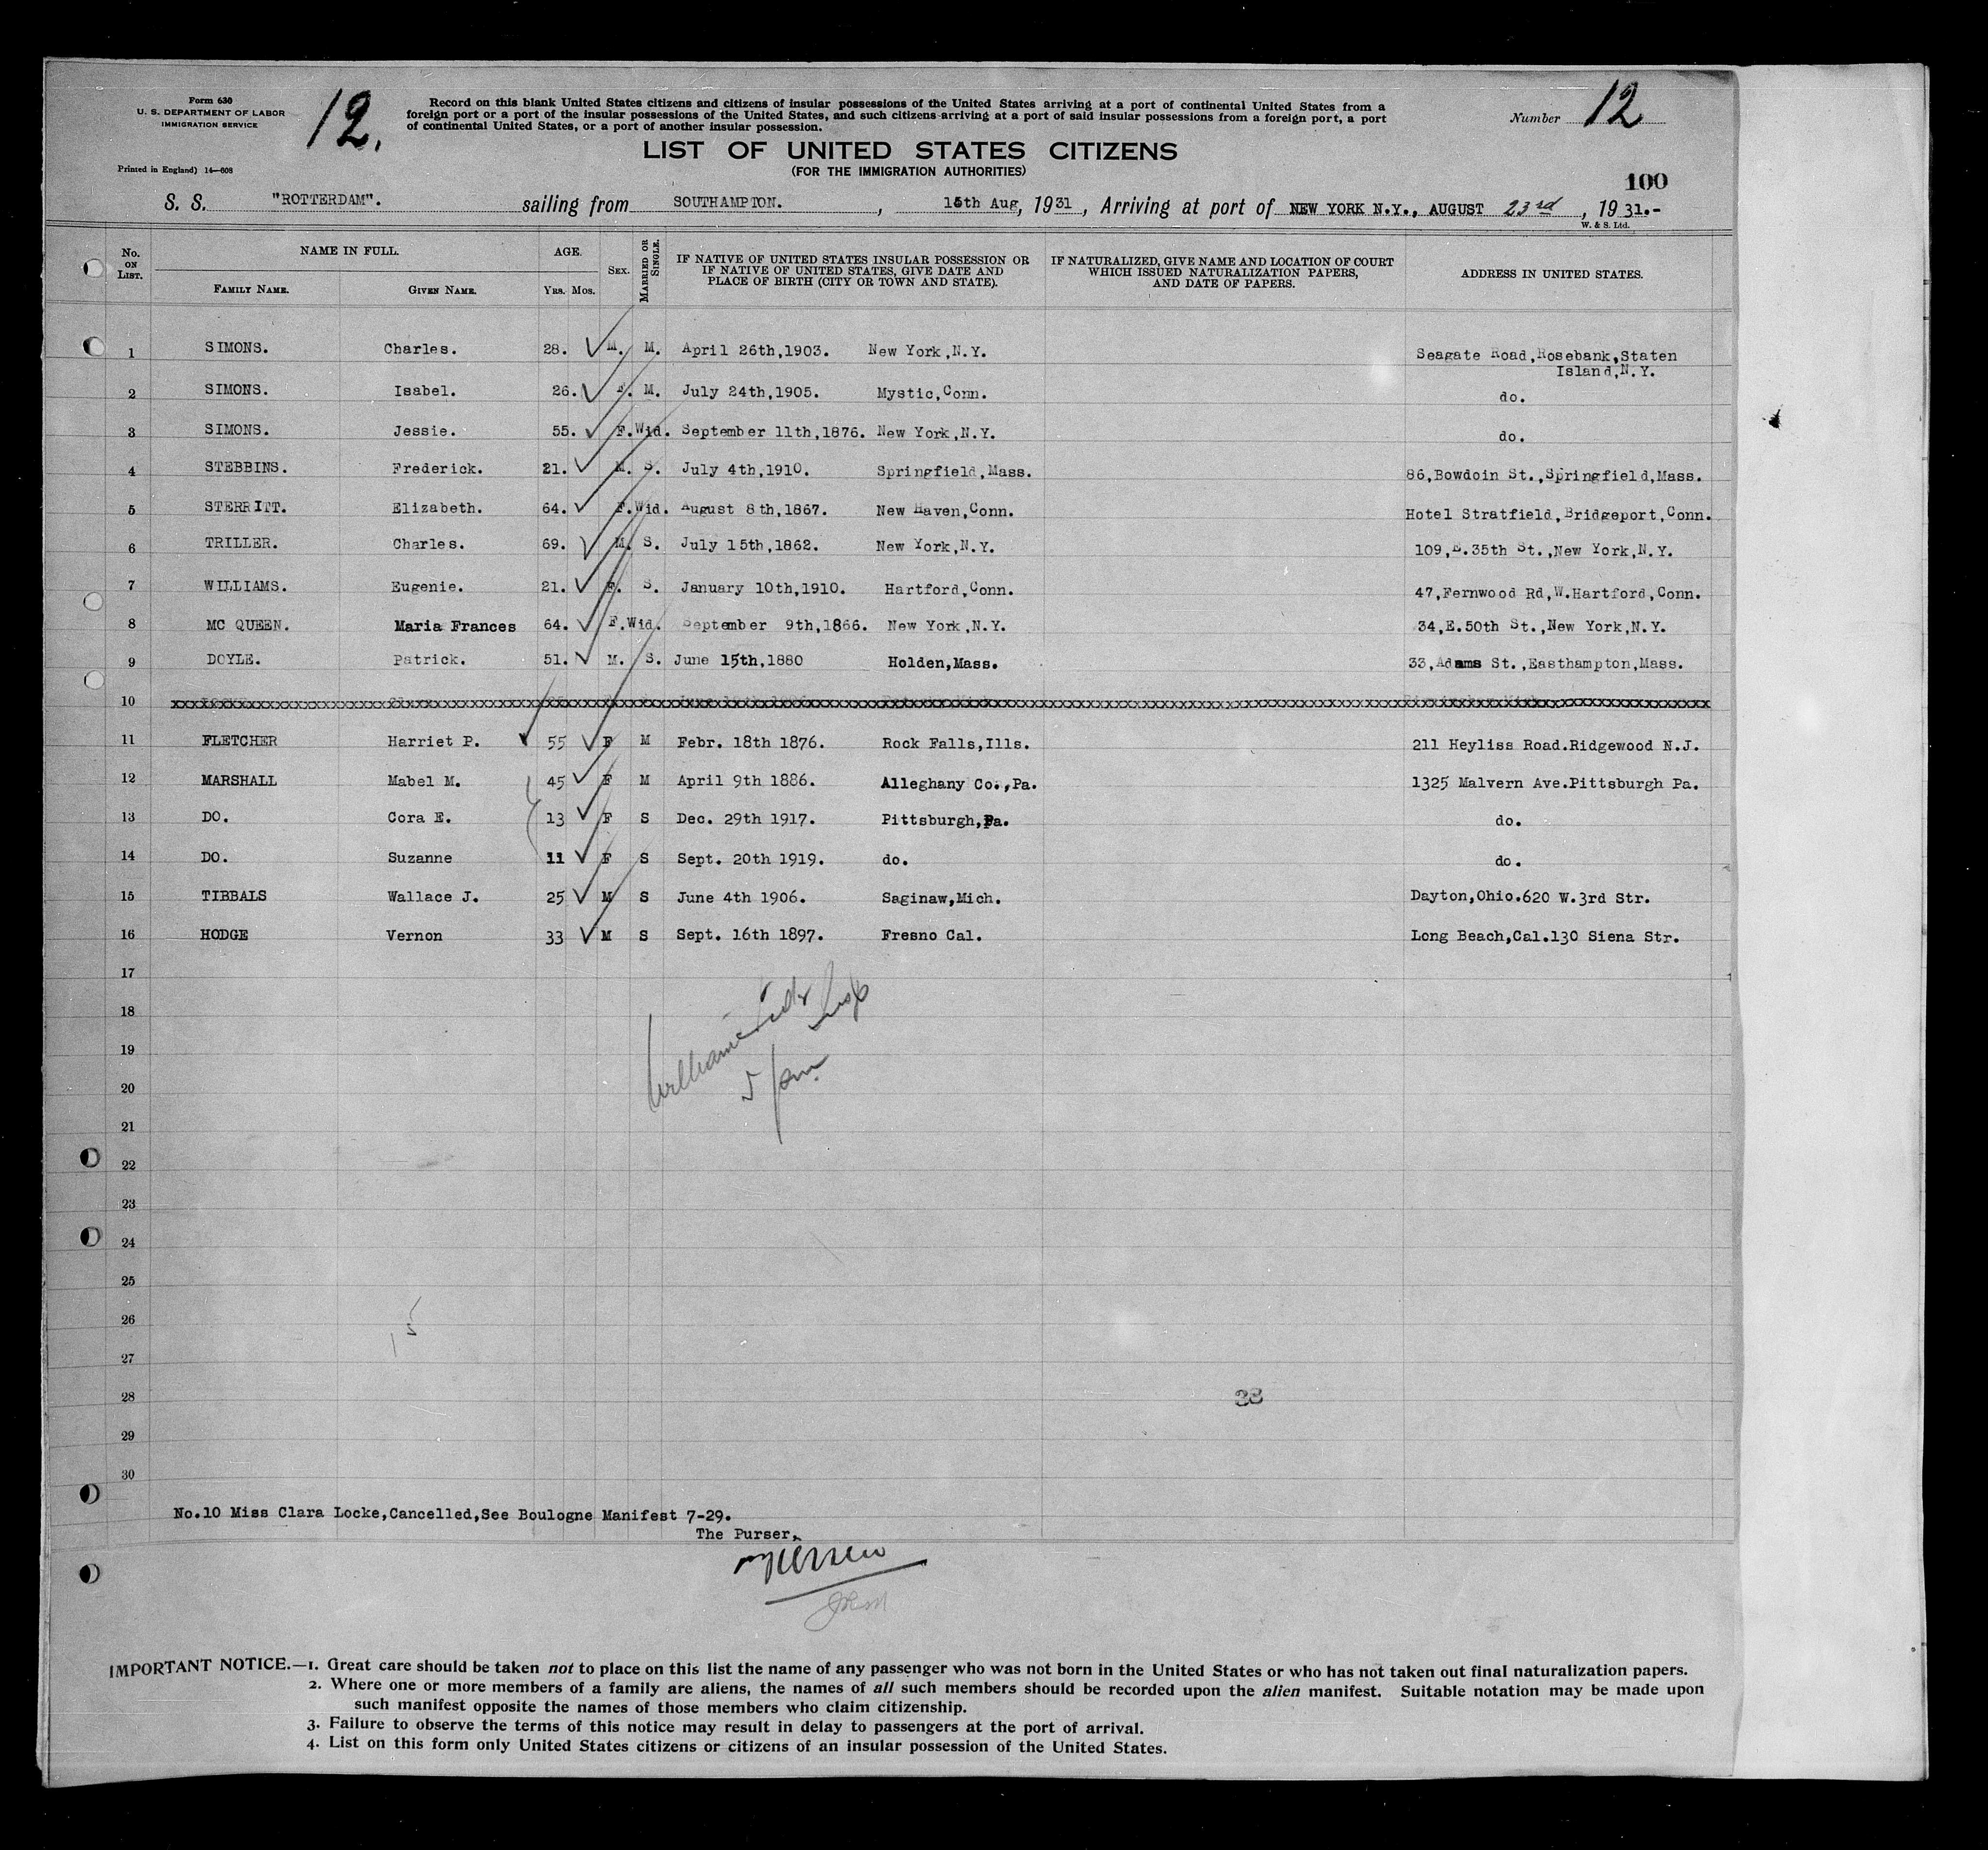 Form 630
U. S. DEPARTMENT OF LABOR
IMMIGRATION SERVICE
12.
Record on this blank United States citizens and citizens of insular possessions of the United States arriving at a port of continental United States from a
foreign port or a port of the insular possessions of the United States, and such citizens arriving at a port of said insular possessions from a foreign port, a port
of continental United States, or a port of another insular possession.
Number 12
LIST OF UNITED STATES CITIZENS
(FOR THE IMMIGRATION AUTHORITIES)
Printed in England) 14—608
100
S. S. "ROTTERDAM". sailing from SOUTHAMPTON. , 15th Aug, 1931, Arriving at port of NEW YORK N.Y., AUGUST 23rd, 1931.-
W. & S. Ltd.
No. ON LIST. NAME IN FULL. AGE. SEX. MARRIED OR SINGLE. IF NATIVE OF UNITED STATES INSULAR POSSESSION OR IF NATIVE OF UNITED STATES, GIVE DATE AND PLACE OF BIRTH (CITY OR TOWN AND STATE). IF NATURALIZED, GIVE NAME AND LOCATION OF COURT WHICH ISSUED NATURALIZATION PAPERS, AND DATE OF PAPERS. ADDRESS IN UNITED STATES.
FAMILY NAME. GIVEN NAME. YRS. MOS.
1 SIMONS. Charles. 28. M. M. April 26th,1903. New York,N.Y. Seagate Road,Rosebank,Staten
Island,N.Y.
2 SIMONS. Isabel. 26. F. M. July 24th,1905. Mystic,Conn. do.
3 SIMONS. Jessie. 55. F. Wid. September 11th,1876. New York,N.Y. do.
4 STEBBINS. Frederick. 21. M. S. July 4th,1910. Springfield,Mass. 86,Bowdoin St.,Springfield,Mass.
5 STERRITT. Elizabeth. 64. F. Wid. August 8th,1867. New Haven,Conn. Hotel Stratfield,Bridgeport,Conn.
6 TRILLER. Charles. 69. M. S. July 15th,1862. New York,N.Y. 109,E.35th St.,New York,N.Y.
7 WILLIAMS. Eugenie. 21. F. S. January 10th,1910. Hartford,Conn. 47,Fernwood Rd,W.Hartford,Conn.
8 MC QUEEN. Maria Frances 64. F. Wid. September 9th,1866. New York,N.Y. 34,E.50th St.,New York,N.Y.
9 DOYLE. Patrick. 51. M. S. June 15th,1880 Holden,Mass. 33,Adams St.,Easthampton,Mass.
10
11 FLETCHER Harriet P. 55 F M Febr. 18th 1876. Rock Falls,Ills. 211 Heyliss Road.Ridgewood N.J.
12 MARSHALL Mabel M. 45 F M April 9th 1886. Alleghany Co.,Pa. 1325 Malvern Ave.Pittsburgh Pa.
13 DO. Cora E. 13 F S Dec. 29th 1917. Pittsburgh,Pa. do.
14 DO. Suzanne 11 F S Sept. 20th 1919. do. do.
15 TIBBALS Wallace J. 25 M S June 4th 1906. Saginaw,Mich. Dayton,Ohio.620 W.3rd Str.
16 HODGE Vernon 33 M S Sept. 16th 1897. Fresno Cal. Long Beach,Cal.130 Siena Str.
17
18
19
20
21
22
23
24
25
26
15
27
28
29
30
No.10 Miss Clara Locke,Cancelled,See Boulogne Manifest 7-29.
The Purser,
IMPORTANT NOTICE.—1. Great care should be taken not to place on this list the name of any passenger who was not born in the United States or who has not taken out final naturalization papers.
2. Where one or more members of a family are aliens, the names of all such members should be recorded upon the alien manifest. Suitable notation may be made upon
such manifest opposite the names of those members who claim citizenship.
3. Failure to observe the terms of this notice may result in delay to passengers at the port of arrival.
4. List on this form only United States citizens or citizens of an insular possession of the United States.